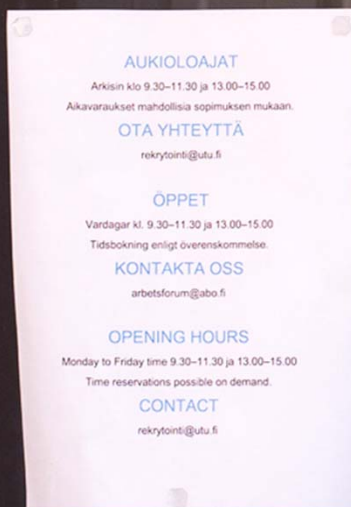 AUKIOLOAJAT
Arkisin klo 9.30–11.30 ja 13.00–15.00
Aikavaraukset mahdollisia sopimuksen mukaan.
OTA YHTEYTTÄ
rekrytointi@utu.fi
ÖPPET
Vardagar kl. 9.30–11.30 ja 13.00–15.00
Tidsbokning enligt överenskommelse.
KONTAKTA OSS
arbetsforum@abo.fi
OPENING HOURS
Monday to Friday time 9.30–11.30 ja 13.00–15.00
Time reservations possible on demand.
CONTACT
rekrytointi@utu.fi